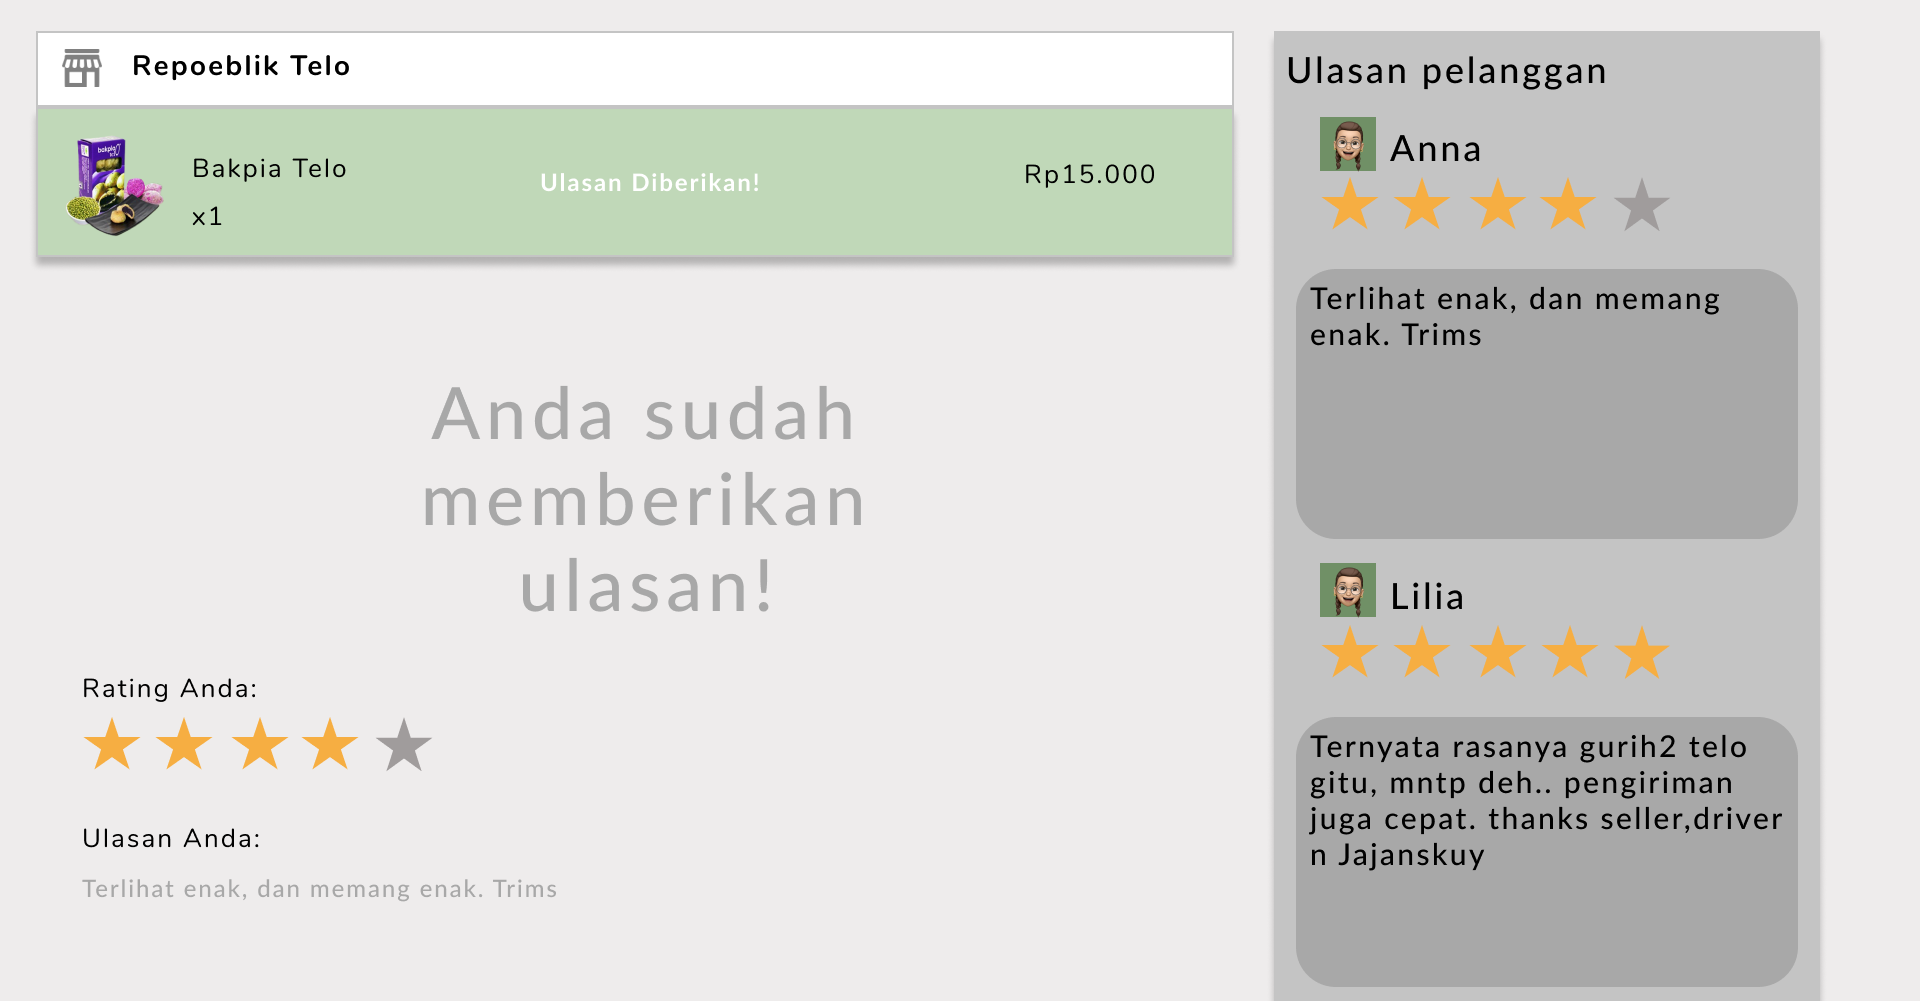 Repoeblik Telo
bakpia
Bakpia Telo
x1
Ulasan Diberikan!
Rp15.000
Anda sudah
memberikan
ulasan!
Rating Anda:
Ulasan Anda:
Terlihat enak, dan memang enak. Trims
Ulasan pelanggan
Anna
Terlihat enak, dan memang
enak. Trims
Lilia
Ternyata rasanya gurih2 telo
gitu, mntp deh.. pengiriman
juga cepat. thanks seller,driver
n Jajanskuy